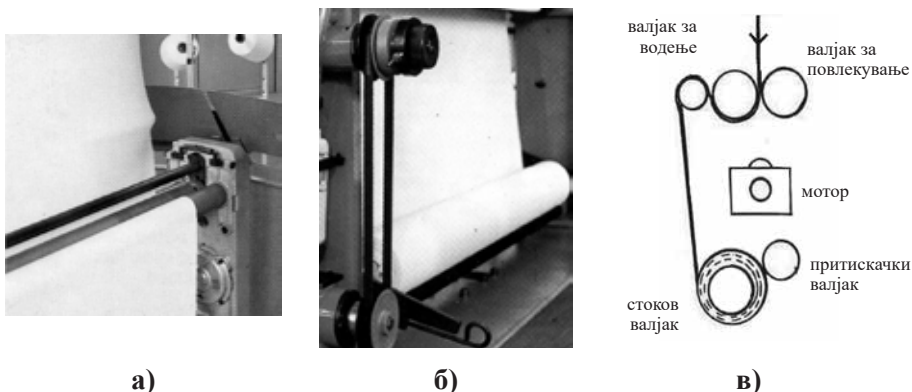 валјак за
водење
валјак за
повлекување
мотор
притискачки
валјак
стоков
валјак
а)
б)
в)